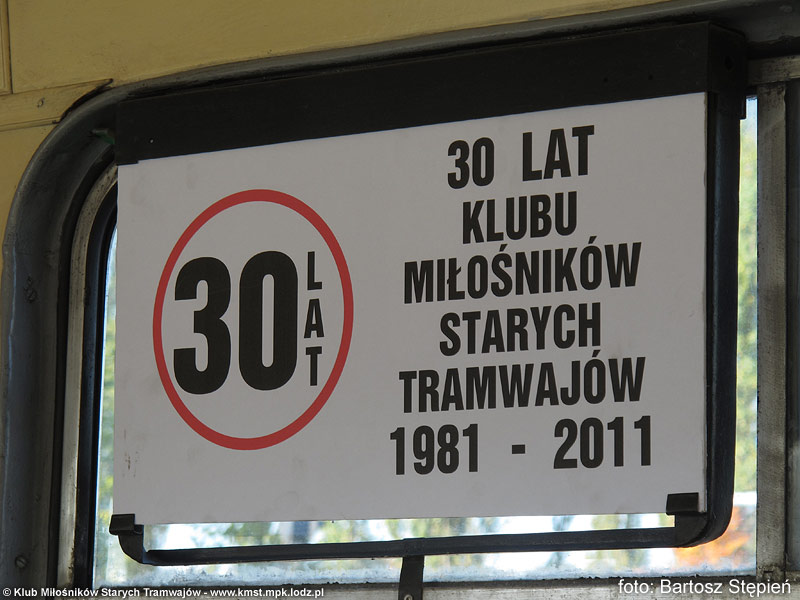 30 LAT
30 LAT
KLUBU
MIŁOŚNIKÓW
STARYCH
TRAMWAJÓW
1981 - 2011
© Klub Miłośników Starych Tramwajów - www.kmst.mpk.lodz.pl
foto: Bartosz Stępień